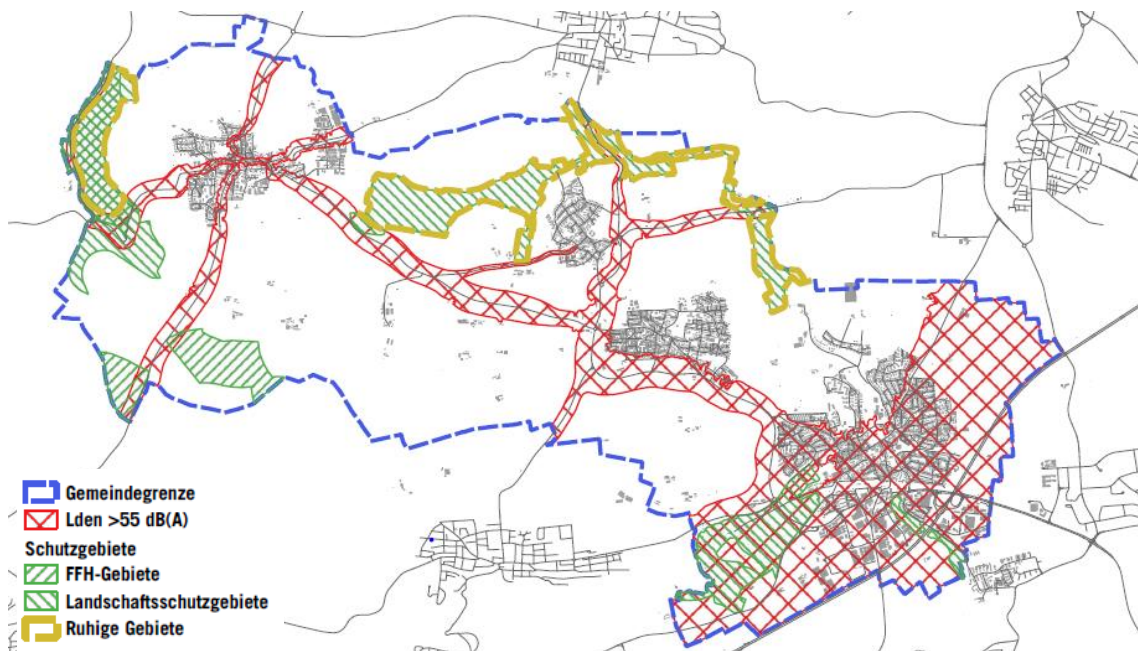 Gemeindegrenze
Lden >55 dB(A)
Schutzgebiete
FFH-Gebiete
Landschaftsschutzgebiete
Ruhige Gebiete